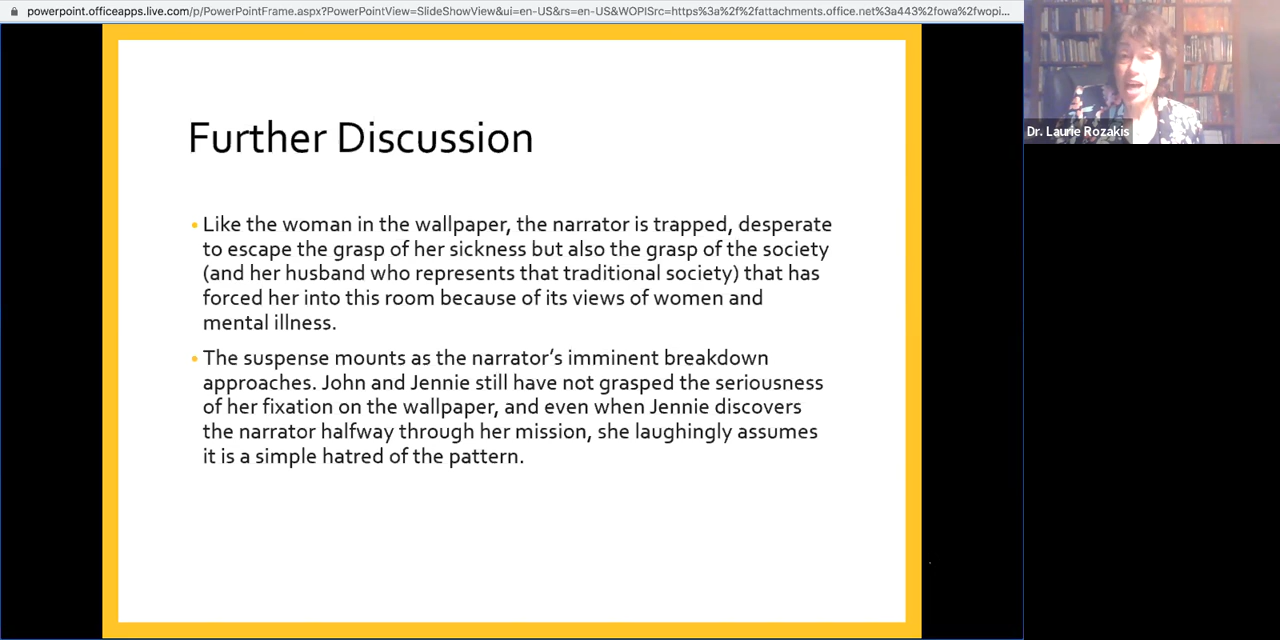 powerpoint.officeapps.live.com/p/PowerPointFrame.aspx?PowerPointView=SlideShowView&ui=en-US&rs=en-US&WOPISrc=https%3a%2f%2fattachments.office.net%3a443%2fowa%2fwopi...
Dr. Laurie Rozakis
Further Discussion
• Like the woman in the wallpaper, the narrator is trapped, desperate
to escape the grasp of her sickness but also the grasp of the society
(and her husband who represents that traditional society) that has
forced her into this room because of its views of women and
mental illness.
• The suspense mounts as the narrator’s imminent breakdown
approaches. John and Jennie still have not grasped the seriousness
of her fixation on the wallpaper, and even when Jennie discovers
the narrator halfway through her mission, she laughingly assumes
it is a simple hatred of the pattern.